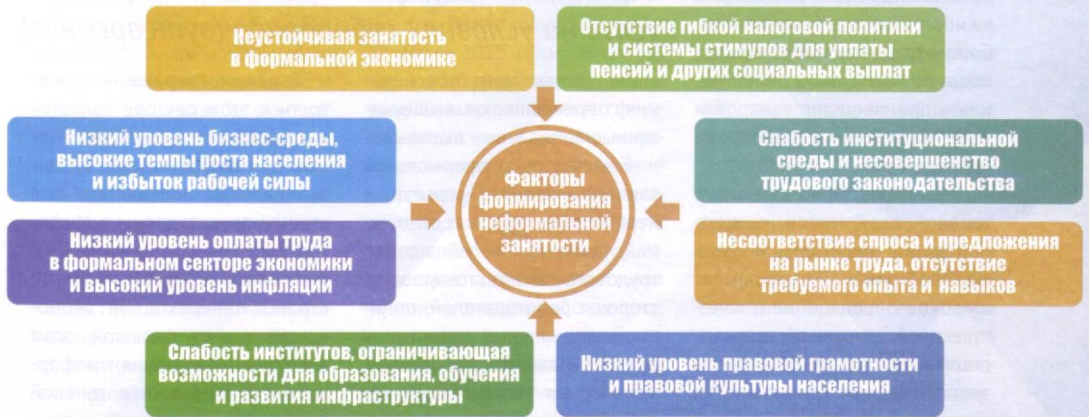 Неустойчивая занятость
в формальной экономике
Отсутствие гибкой налоговой политики
и системы стимулов для уплаты
пенсий и других социальных выплат
Низкий уровень бизнес-среды,
высокие темпы роста населения
и избыток рабочей силы
Слабость институциональной
среды и несовершенство
трудового законодательства
Факторы
формирования
неформальной
занятости
Низкий уровень оплаты труда
в формальном секторе экономики
и высокий уровень инфляции
Несоответствие спроса и предложения
на рынке труда, отсутствие
требуемого опыта и навыков
Слабость институтов, ограничивающая
возможности для образования, обучения
и развития инфраструктуры
Низкий уровень правовой грамотности
и правовой культуры населения